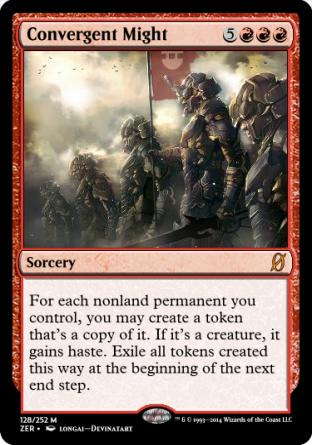 Convergent Might 5
Sorcery
For each nonland permanent you
control, you may create a token
that's a copy of it. If it's a creature, it
gains haste. Exile all tokens created
this way at the beginning of the next
end step.
128/252 M
ZER • LONGAI—DEVINATART
™ & © 1993–2014 Wizards of the Coast LLC